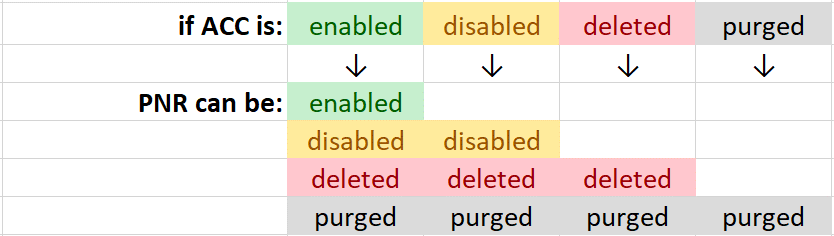 if ACC is: enabled disabled deleted purged
↓ ↓ ↓ ↓
PNR can be: enabled
disabled disabled
deleted deleted deleted
purged purged purged purged